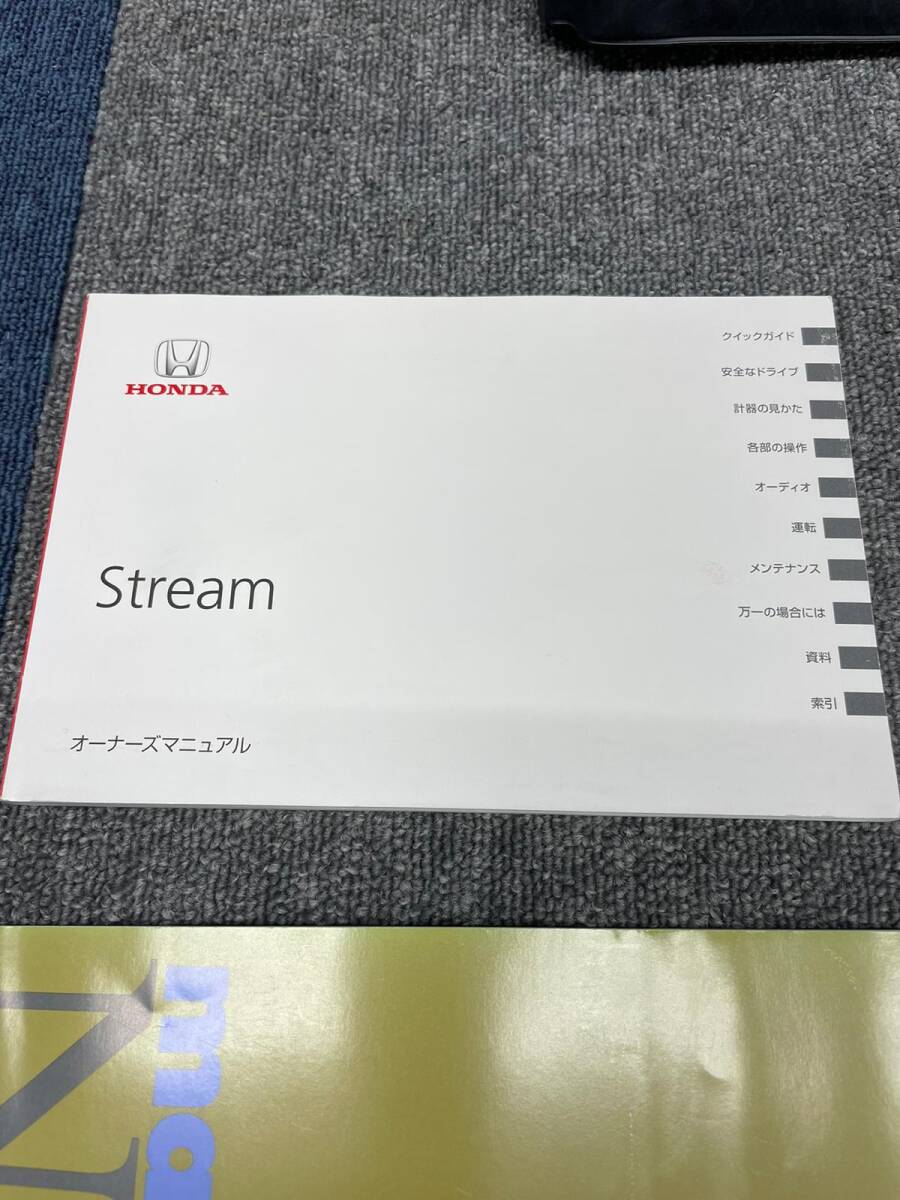 HONDA
クイックガイド
安全なドライブ
計器の見かた
各部の操作
オーディオ
運転
メンテナンス
万一の場合には
資料
索引
Stream
オーナーズマニュアル